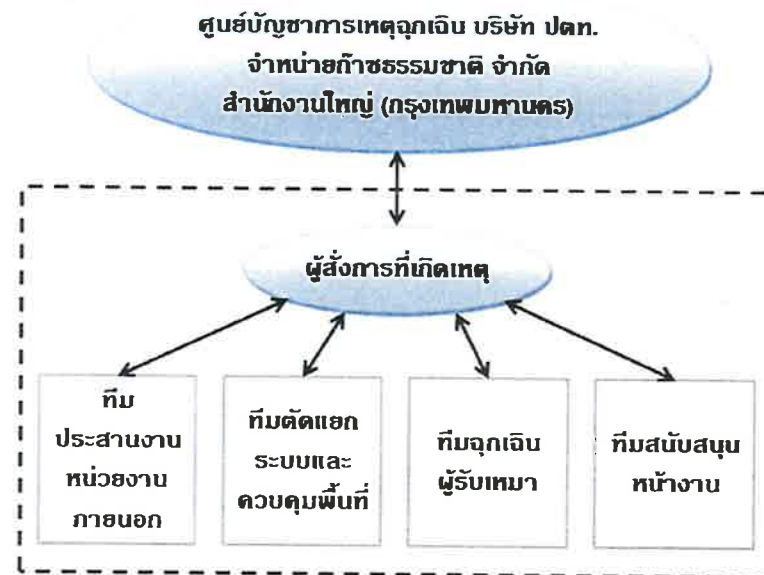 ศูนย์บัญชาการเหตุฉุกเฉิน บริษัท ปตท.
จำหน่ายก๊าซธรรมชาติ จำกัด
สำนักงานใหญ่ (กรุงเทพมหานคร)
ผู้สั่งการที่เกิดเหตุ
ทีม
ประสานงาน
หน่วยงาน
ภายนอก
ทีมตัดแยก
ระบบและ
ควบคุมพื้นที่
ทีมฉุกเฉิน
ผู้รับเหมา
ทีมสนับสนุน
หน้างาน